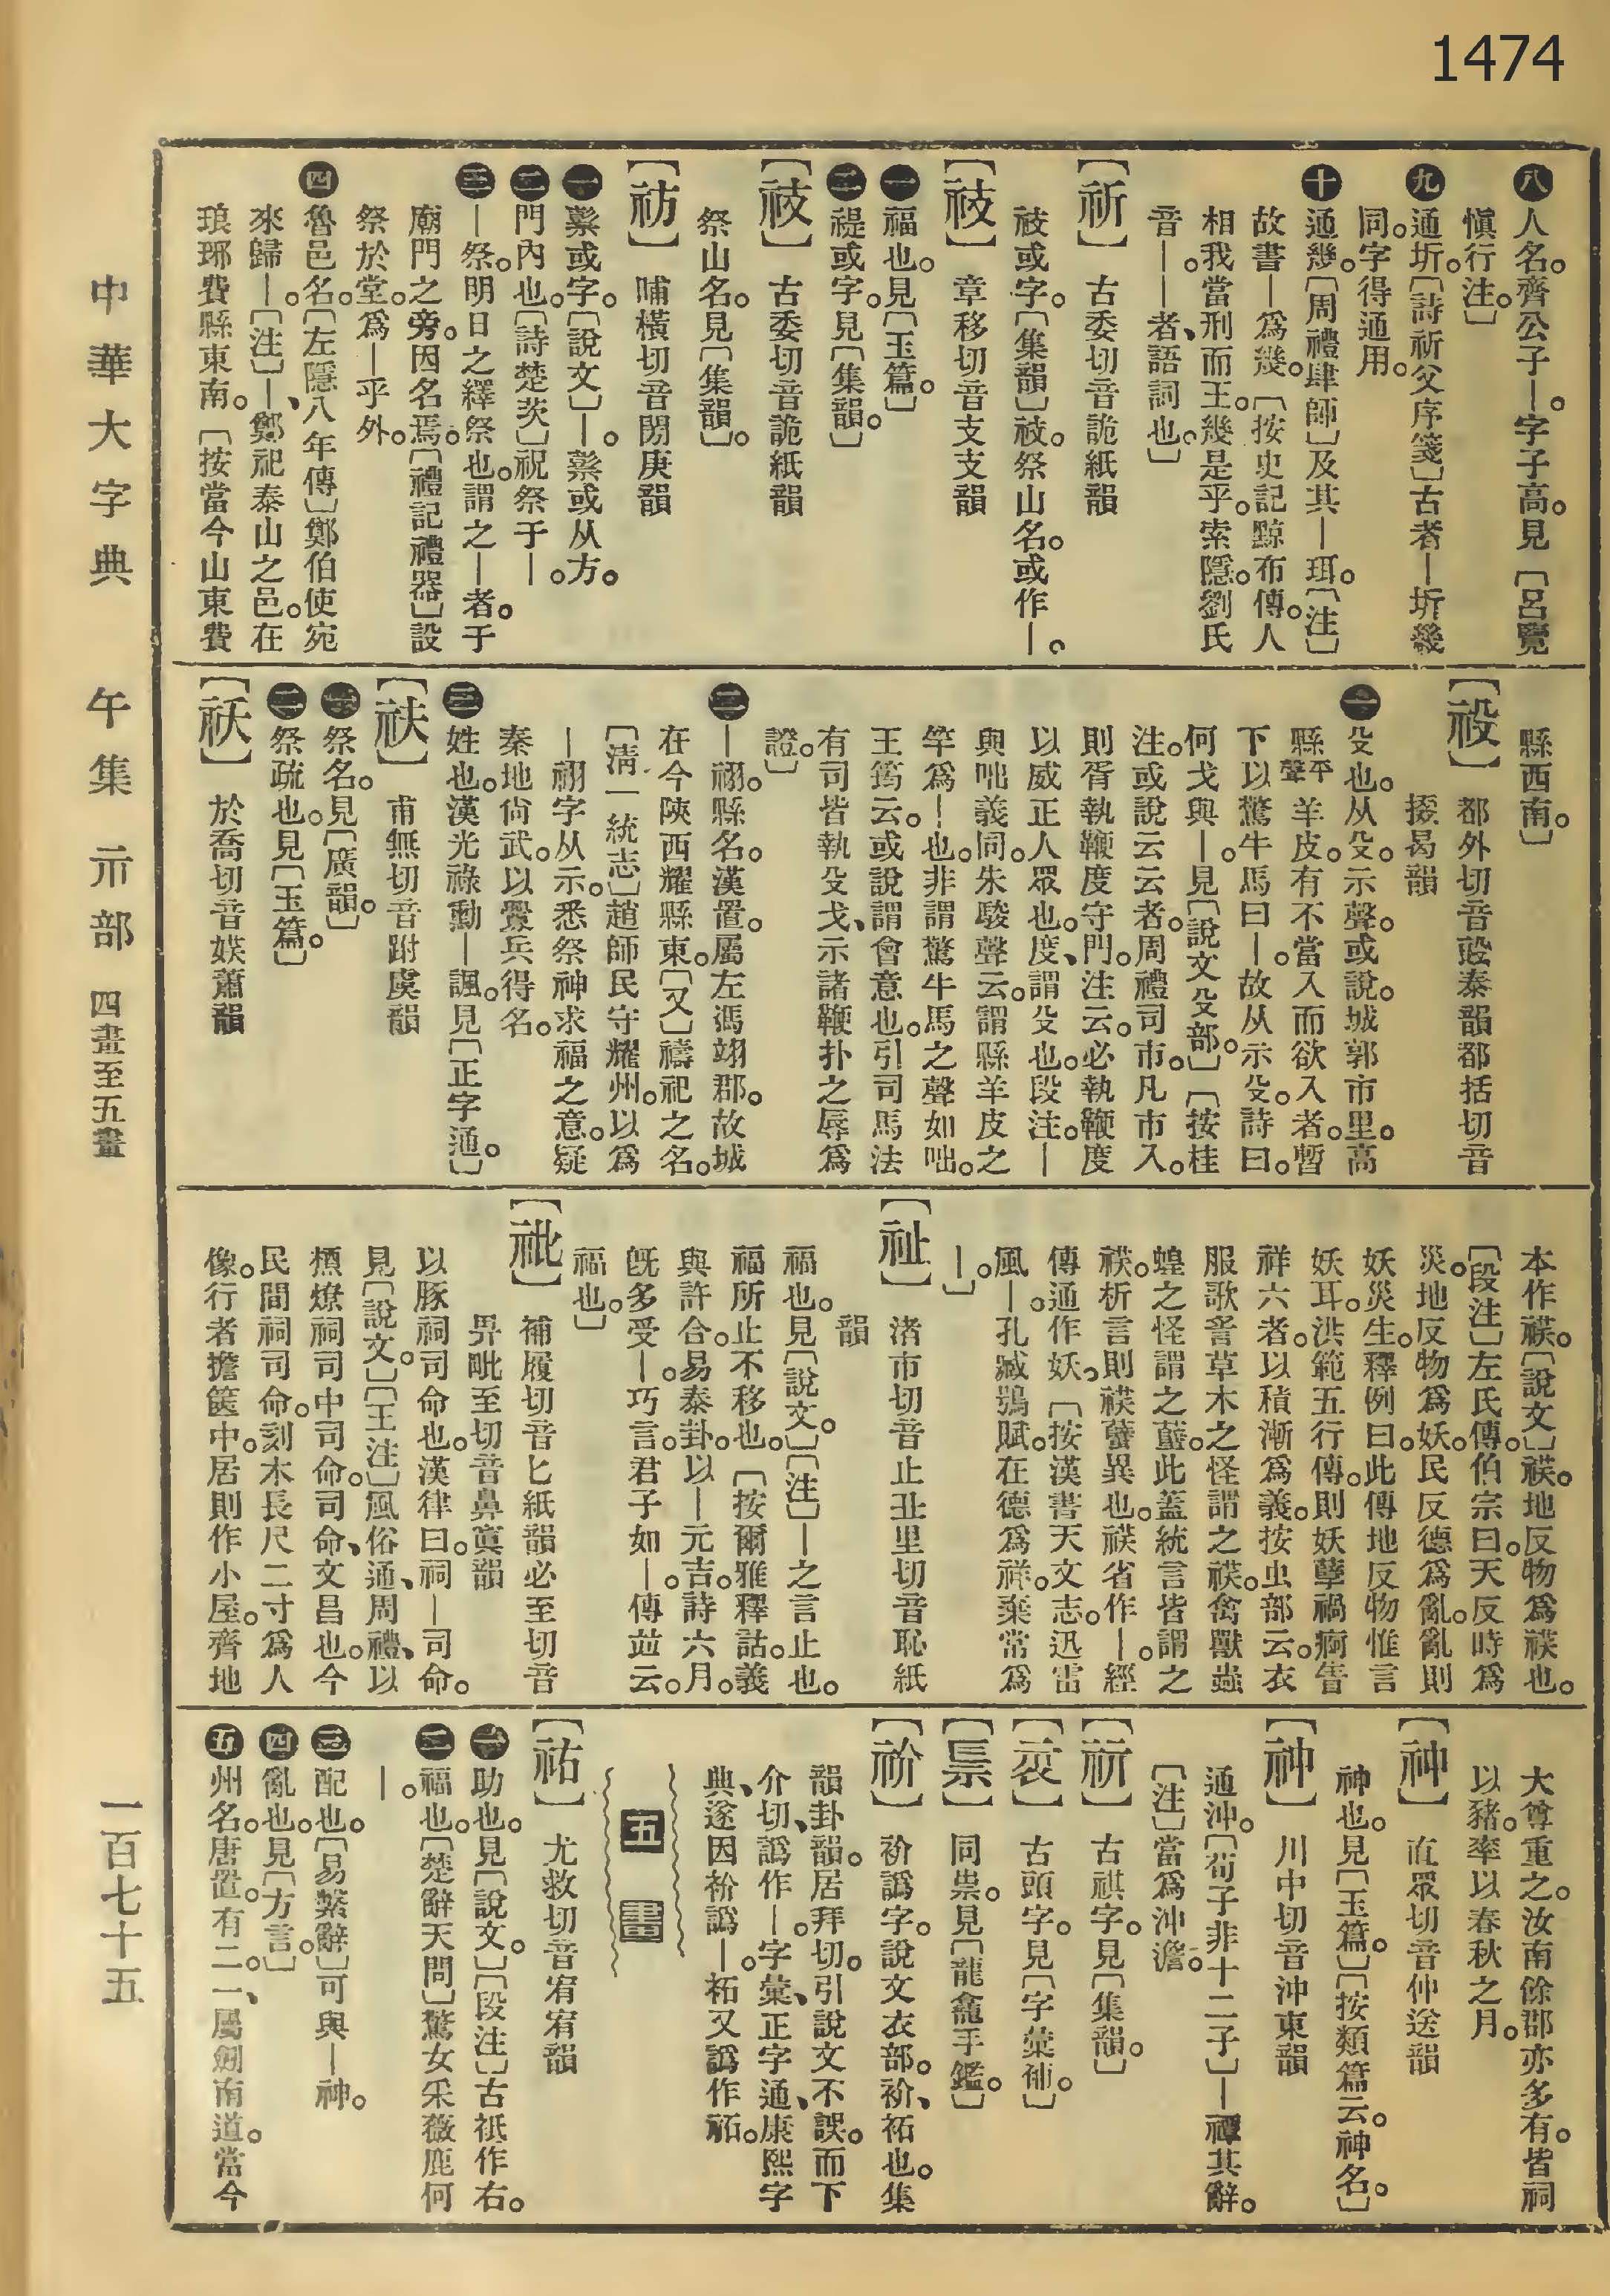 1474
八人名。齊公子—。字子高。見〔呂覽
愼行注。〕
九通圻。〔詩祈父序箋〕古者—圻畿
同。字得通用。
十通幾。〔周禮肆師〕及其—珥。〔注〕
故書—爲幾。〔按史記黥布傳。人
相我當刑而王。幾是乎。索隱。劉氏
音—。—者、語詞也。〕
〔祈〕古委切音詭紙韻
䃽或字。〔集韻〕䃽。祭山名。或作—。
〔衼〕章移切音支支韻
一福也。見〔玉篇。〕
二禔或字。見〔集韻。〕
〔䃽〕古委切音詭紙韻
祭山名。見〔集韻〕。
〔祊〕哺橫切音閍庚韻
一䰀或字。〔說文〕—。䰀或从方。
二門內也。〔詩楚茨〕祝祭于—。
三—祭。明日之繹祭也。謂之—者。于
廟門之旁。因名焉。〔禮記禮器〕設
祭於堂。爲—乎外。
四魯邑名。〔左隱八年傳〕鄭伯使宛
來歸—。〔注〕—、鄭祀泰山之邑。在
琅琊費縣東南。〔按當今山東費
縣西南。〕
〔祋〕都外切音䄌泰韻都括切音
掇曷韻
一殳也。从殳。示聲。或說。城郭市里。高
縣平聲羊皮。有不當入而欲入者。暫
下以驚牛馬曰—。故从示殳。詩曰。
何戈與—。見〔說文殳部。〕〔按桂
注。或說云云者。周禮司市。凡市入。
則胥執鞭度守門。注云。必執鞭度
以威正人眾也。度、謂殳也。段注。—
與咄義同。朱駿聲云。謂縣羊皮之
竿爲—也。非謂驚牛馬之聲如咄。
王筠云。或說謂會意也。引司馬法
有司皆執殳戈、示諸鞭扑之辱爲
證。〕
二—祤。縣名。漢置。屬左馮翊郡。故城
在今陝西耀縣東。〔又〕禱祀之名。
〔淸一統志〕趙師民守耀州。以爲
—祤字从示。悉祭神求福之意。疑
秦地尙武。以釁兵得名。
三姓也。漢光祿勳—諷。見〔正字通。〕
〔祆〕甫無切音跗虞韻
一祭名。見〔廣韻。〕
二祭疏也。見〔玉篇。〕
〔祅〕於喬切音妖蕭韻
本作䄏。〔說文〕䄏。地反物爲䄏也。
〔段注〕左氏傳。伯宗曰。天反時爲
災。地反物爲妖。民反德爲亂。亂則
妖災生。釋例曰。此傳地反物惟言
妖耳。洪範五行傳。則妖孽禍痾眚
祥六者。以積漸爲義。按虫部云。衣
服歌䚻草木之怪謂之䄏。禽獸蟲
蝗之怪謂之蠥。此蓋統言皆謂之
䄏。析言則䄏蠥異也。䄏省作—。經
傳通作妖。〔按漢書天文志。迅雷
風—。孔臧鴞賦。在德爲祥。棄常爲
—。〕
〔祉〕渚市切音止丑里切音恥紙
韻
福也。見〔說文。〕〔注〕—之言止也。
福所止不移也。〔按爾雅釋詁。義
與許合。易泰卦。以—元吉。詩六月。
旣多受—。巧言。君子如—。傳竝云。
福也。〕
〔祇〕補履切音匕紙韻必至切音
畀毗至切音鼻寘韻
以豚祠司命也。漢律曰。祠—司命。
見〔說文。〕〔王注〕風俗通、周禮、以
槱燎祠司中司命。司命、文昌也。今
民間祠司命。刻木長尺二寸爲人
像。行者擔篋中。居則作小屋。齊地
大尊重之。汝南餘郡亦多有。皆祠
以豬。率以春秋之月。
〔祌〕直眾切音仲送韻
神也。見〔玉篇。〕〔按類篇云。神名。〕
〔神〕川中切音沖東韻
通沖。〔荀子非十二子〕—禫其辭。
〔注〕當爲沖澹。
〔祈〕古祺字。見〔集韻。〕
〔䘱〕古頭字。見〔字彙補。〕
〔祟〕同祟。見〔龍龕手鑑。〕
〔祄〕衸譌字。說文衣部。衸、袥也。集
韻卦韻。居拜切。引說文不誤。而下
介切、譌作—。字彙、正字通、康熙字
典、遂因衸譌—。袥又譌作祏。
五畫
〔祐〕尤救切音宥宥韻
一助也。見〔說文。〕〔段注〕古祇作右。
二福也。〔楚辭天問〕驚女采薇鹿何
—。
三配也。〔易繫辭〕可與—神。
四亂也。見〔方言。〕
五州名。唐置。有二。一、屬劍南道。當今
中華大字典　午集　示部　四畫至五畫　一百七十五